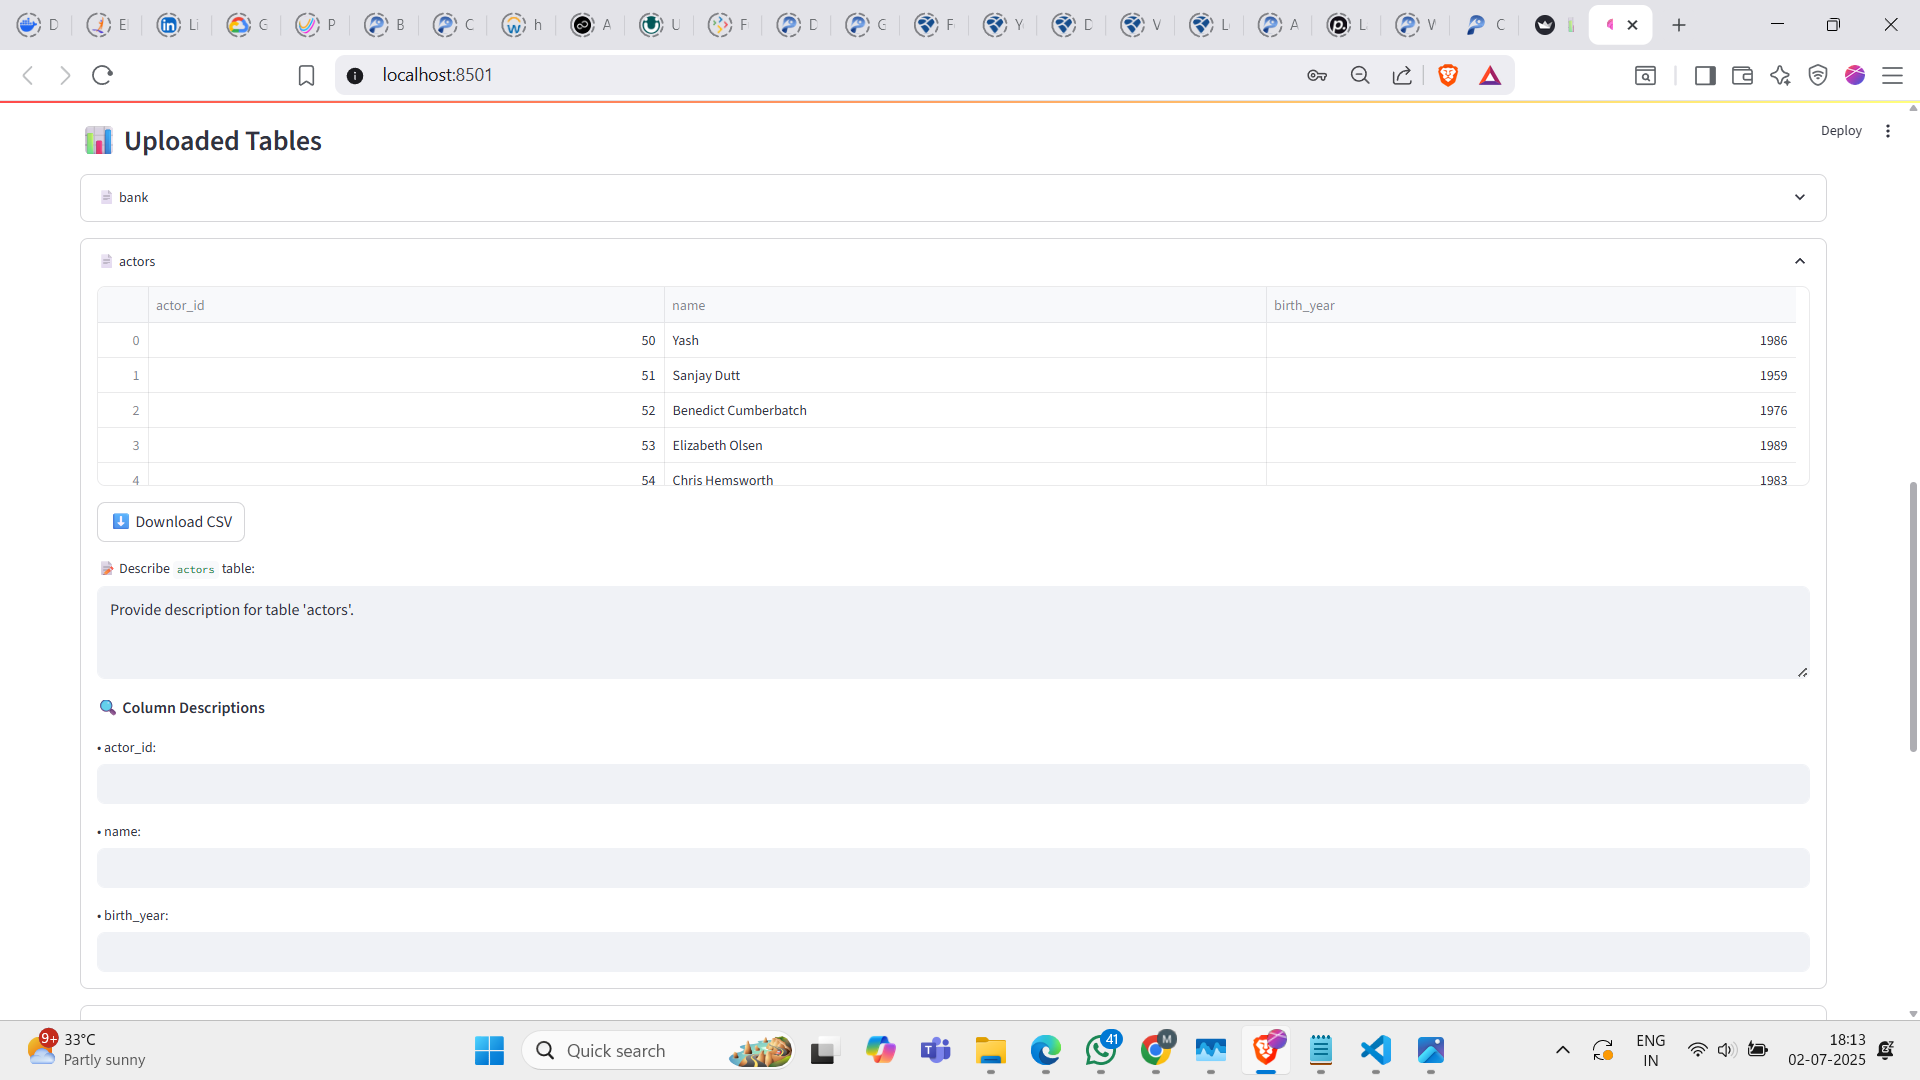 D
El
Li
G
P
B
C
h
A
U
F
D
G
F
Y
D
V
L
A
L
W
C
localhost:8501
Deploy
Uploaded Tables
bank
actors
actor_id name birth_year
0 50 Yash 1986
1 51 Sanjay Dutt 1959
2 52 Benedict Cumberbatch 1976
3 53 Elizabeth Olsen 1989
4 54 Chris Hemsworth 1983
Download CSV
Describe actors table:
Provide description for table 'actors'.
Column Descriptions
• actor_id:
• name:
• birth_year:
9+
33°C
Partly sunny
Quick search
41
M
ENG
IN
18:13
02-07-2025